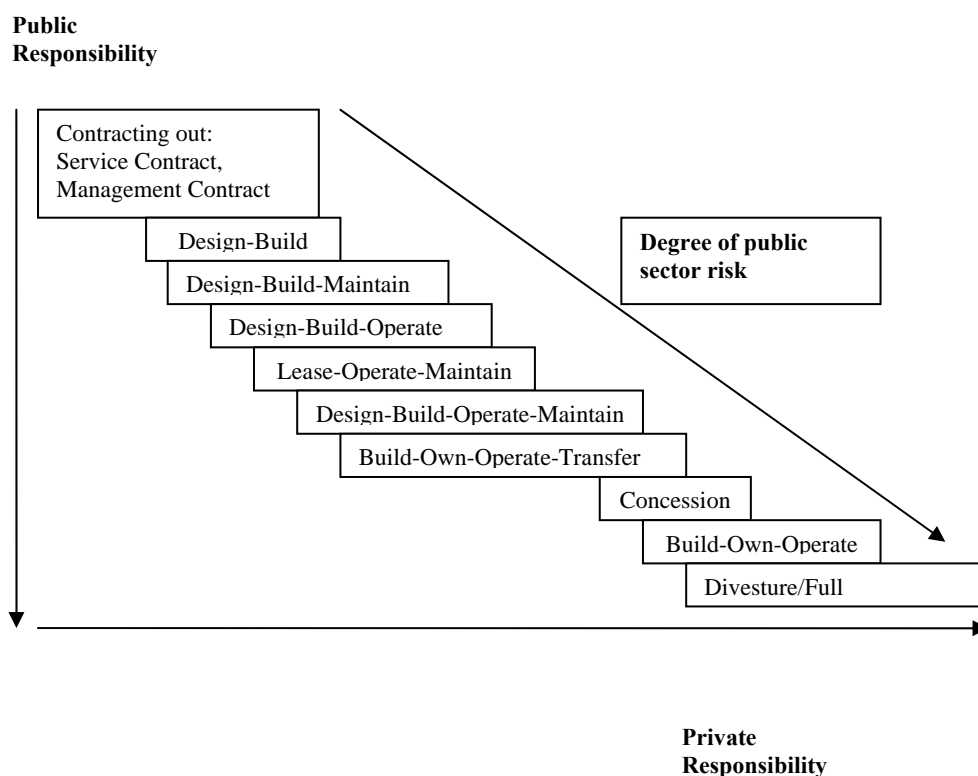 Public
Responsibility
Contracting out:
Service Contract,
Management Contract
Design-Build
Degree of public
sector risk
Design-Build-Maintain
Design-Build-Operate
Lease-Operate-Maintain
Design-Build-Operate-Maintain
Build-Own-Operate-Transfer
Concession
Build-Own-Operate
Divesture/Full
Private
Responsibility